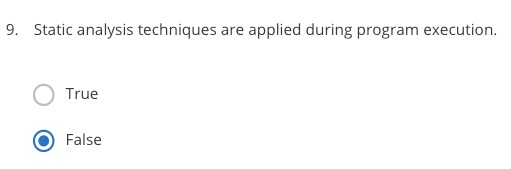 9. Static analysis techniques are applied during program execution.
True
False